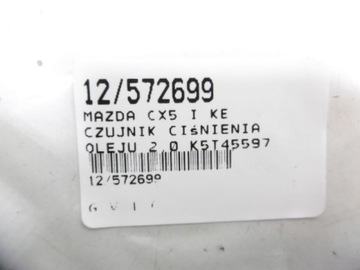 12/572699
MAZDA CX5 I KE
CZUJNIK CIśNIENIA
OLEJU 2.0 K5T45597
12/572699